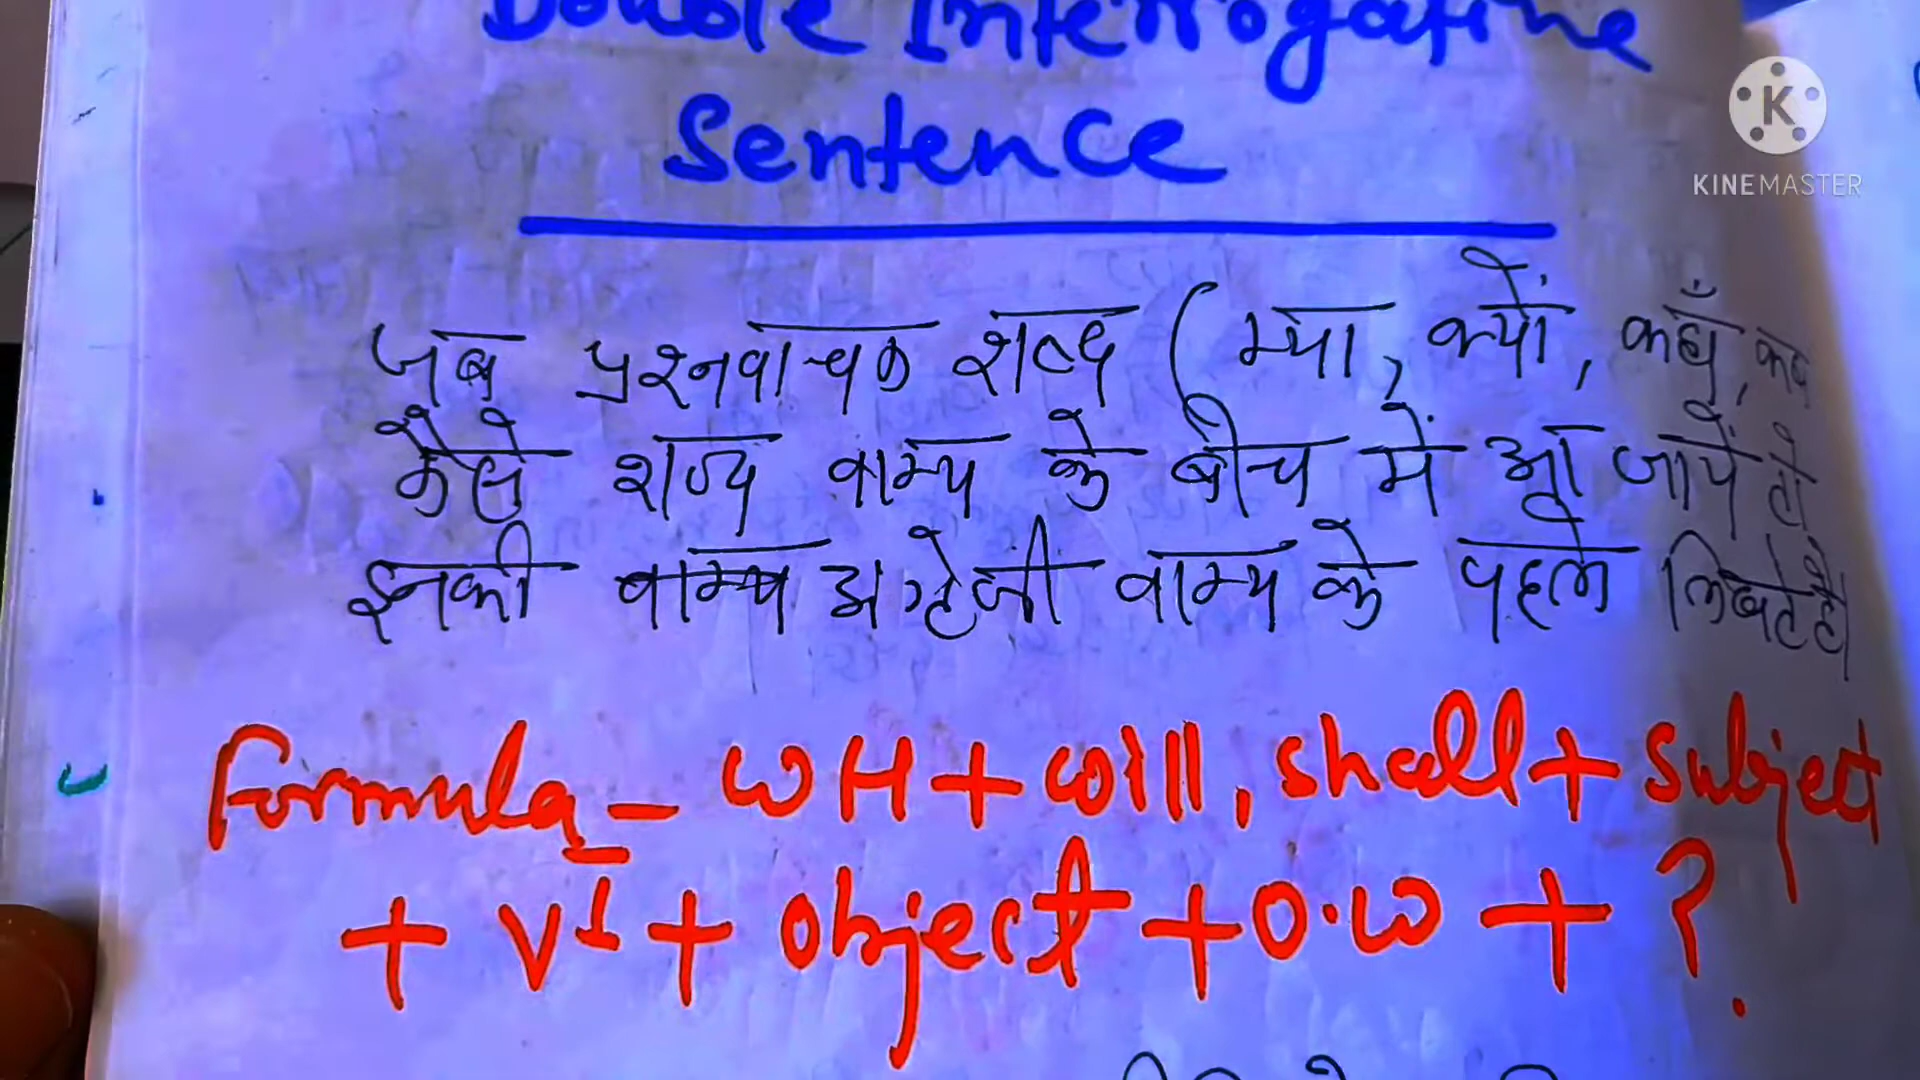 Double Interrogative
Sentence
KINEMASTER
जब प्रश्नवाचक शब्द (क्या, क्यों, कहाँ, कब
कैसे शब्द वाक्य के बीच में आ जाये तो
इनको वाक्य अंग्रेजी वाक्य के पहले लिखते है
formula - WH + will, shall + subject
+ V1 + object + O.W + ?